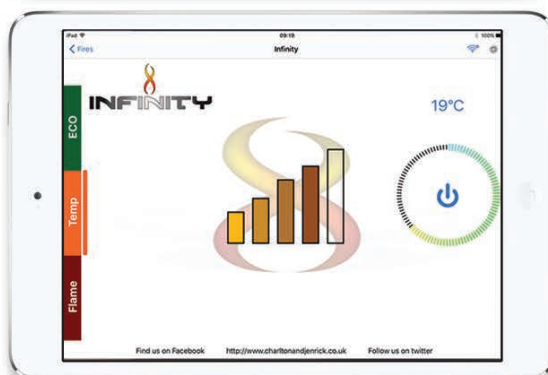 iPad 09:19 100%
Fires Infinity
INFINITY
19°C
ECO
Temp
Flame
Find us on Facebook http://www.charltonandjenrick.co.uk Follow us on twitter